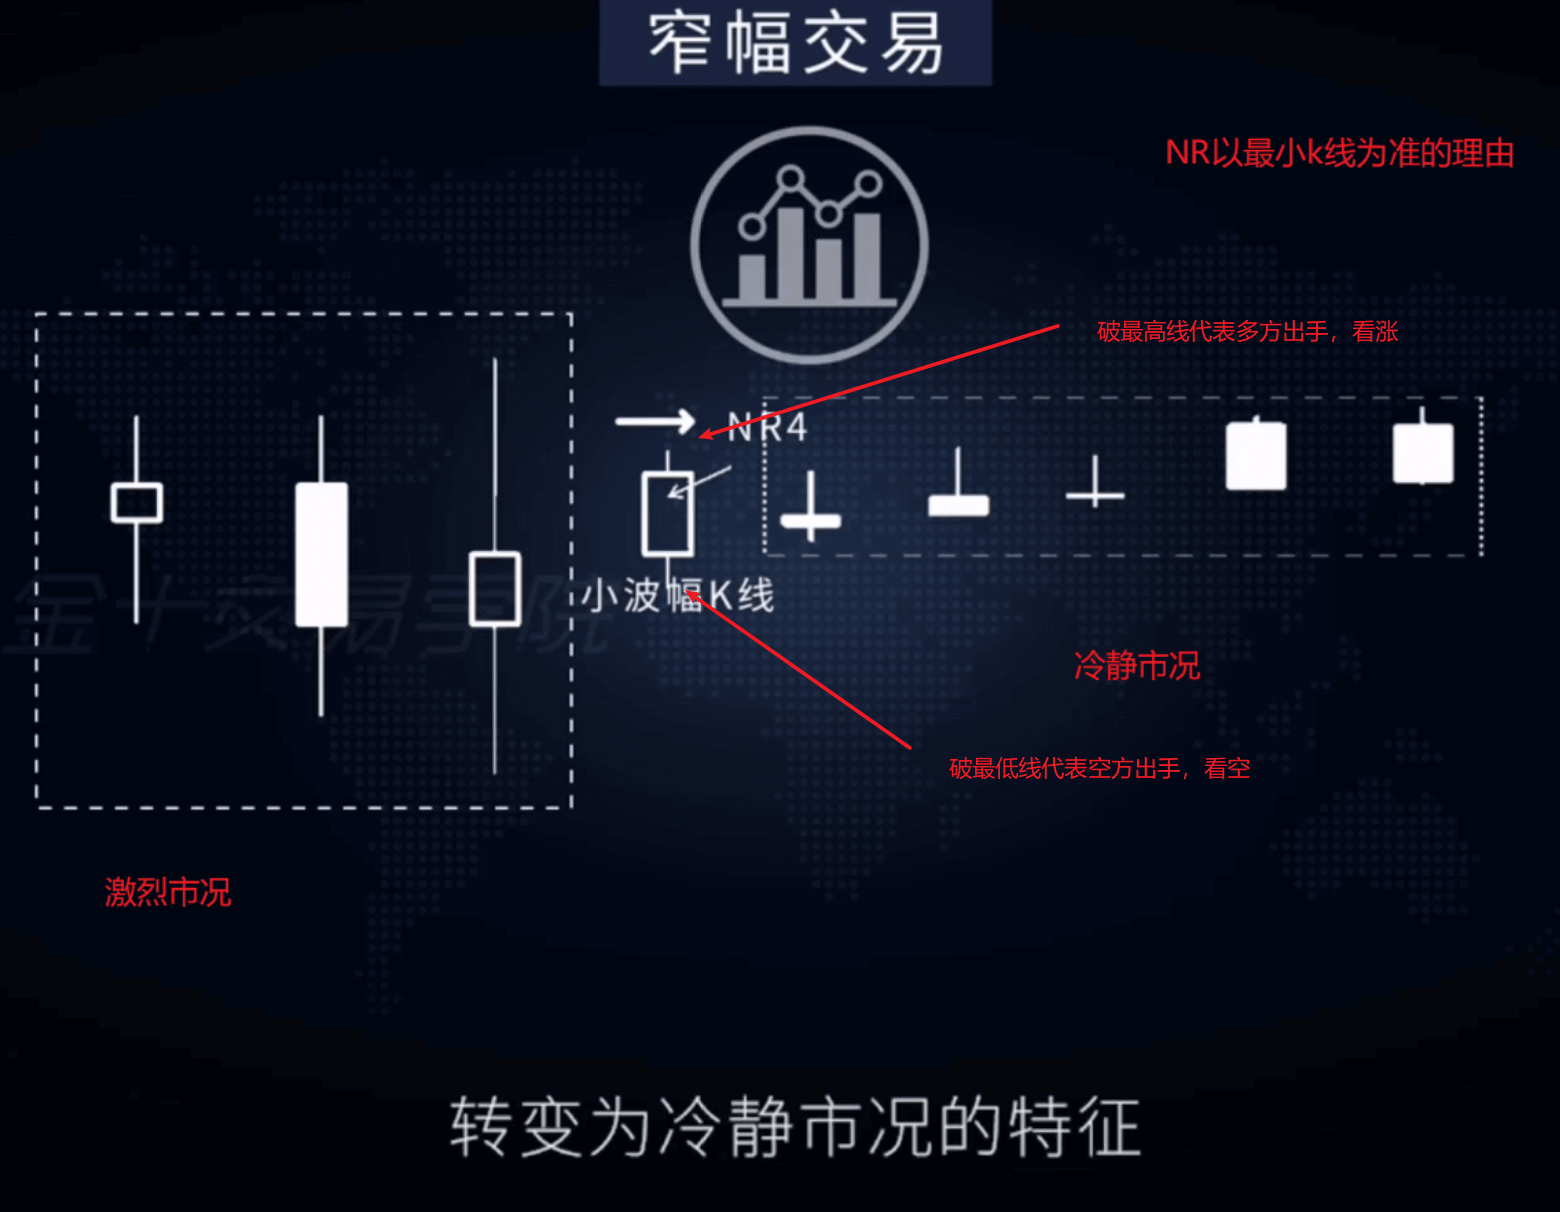 窄幅交易
NR以最小k线为准的理由
破最高线代表多方出手，看涨
NR4
小波幅K线
金十交易学院
冷静市况
破最低线代表空方出手，看空
激烈市况
转变为冷静市况的特征